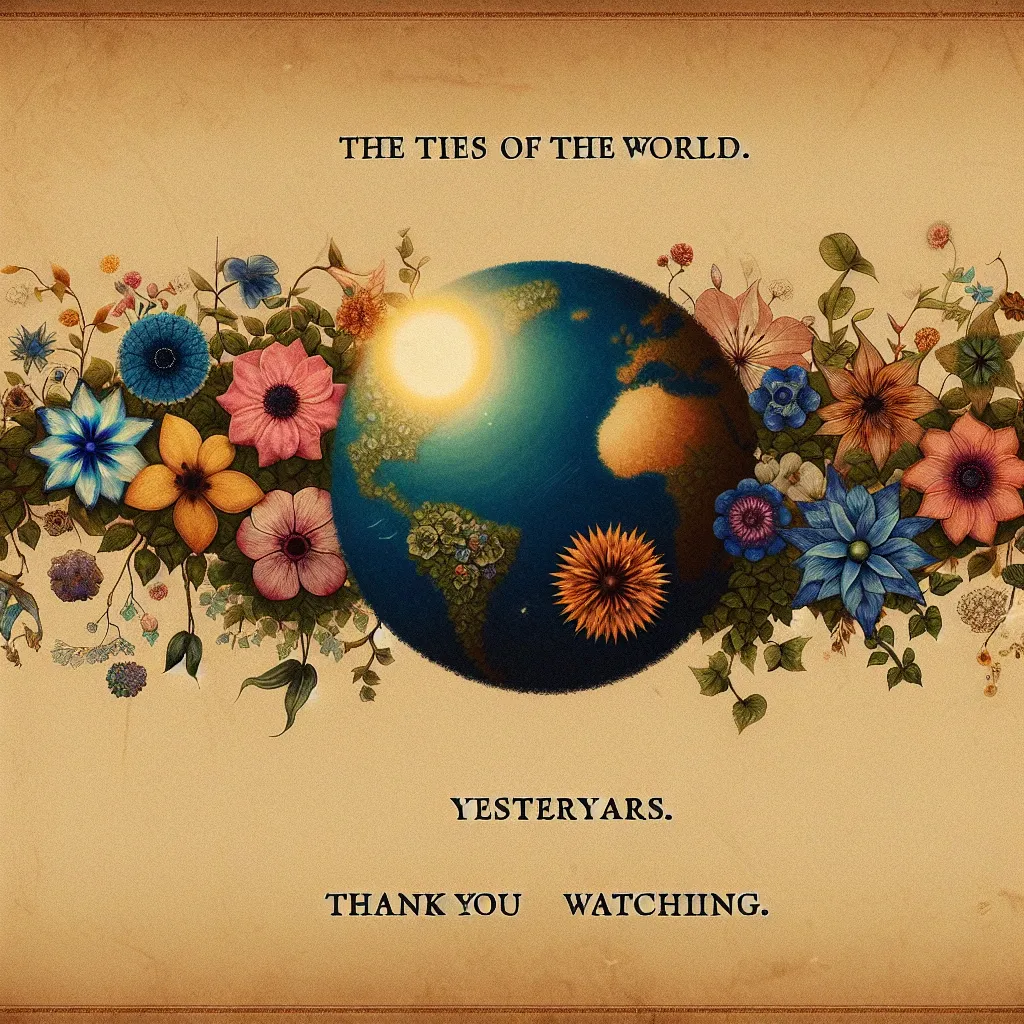 THE TIES OF THE WORLD.
YESTERYARS.
THANK YOU WATCHIING.